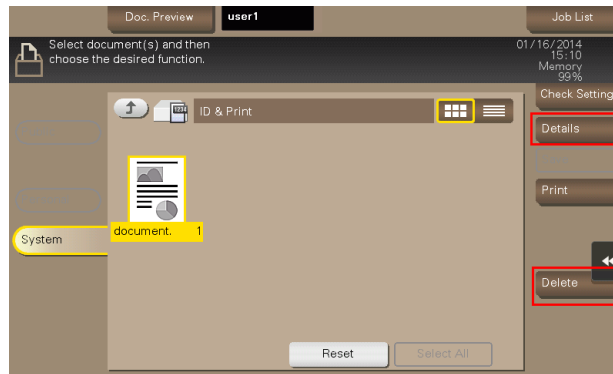 Doc. Preview
user1
Job List
Select document(s) and then
choose the desired function.
01/16/2014
15:10
Memory
99%
Check Setting
ID & Print
Details
Print
document. 1
System
Delete
Reset
Select All